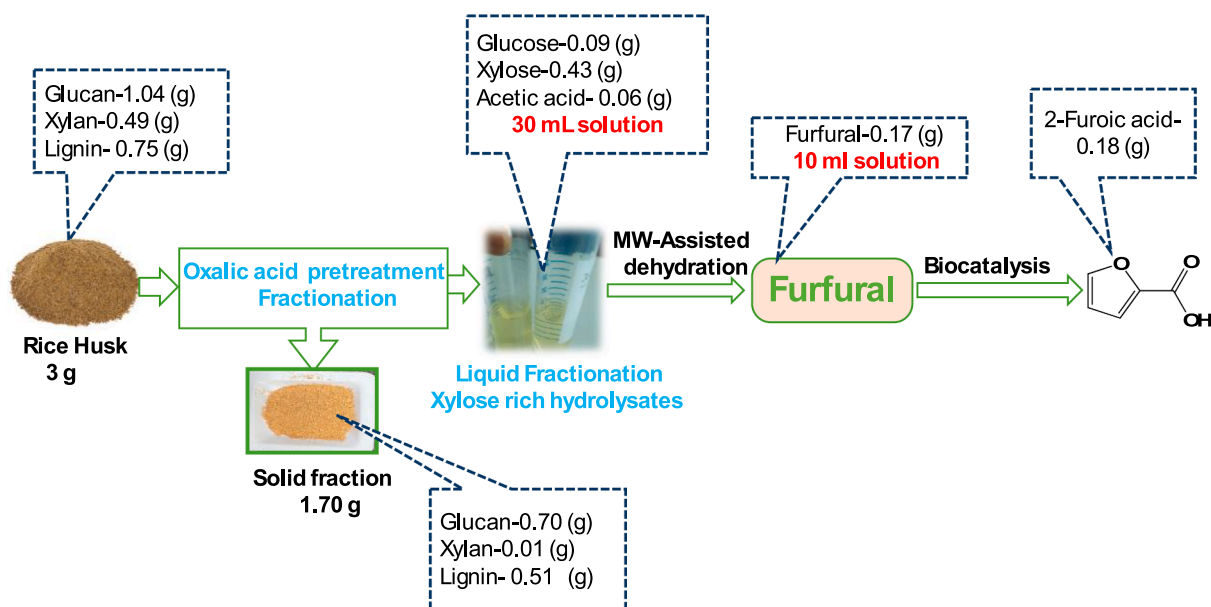 Glucan-1.04 (g)
Xylan-0.49 (g)
Lignin- 0.75 (g)
Rice Husk
3 g
Oxalic acid pretreatment
Fractionation
Solid fraction
1.70 g
Glucan-0.70 (g)
Xylan-0.01 (g)
Lignin- 0.51 (g)
Glucose-0.09 (g)
Xylose-0.43 (g)
Acetic acid- 0.06 (g)
30 mL solution
Liquid Fractionation
Xylose rich hydrolysates
MW-Assisted
dehydration
Furfural-0.17 (g)
10 ml solution
Furfural
Biocatalysis
2-Furoic acid-
0.18 (g)
O
O
OH